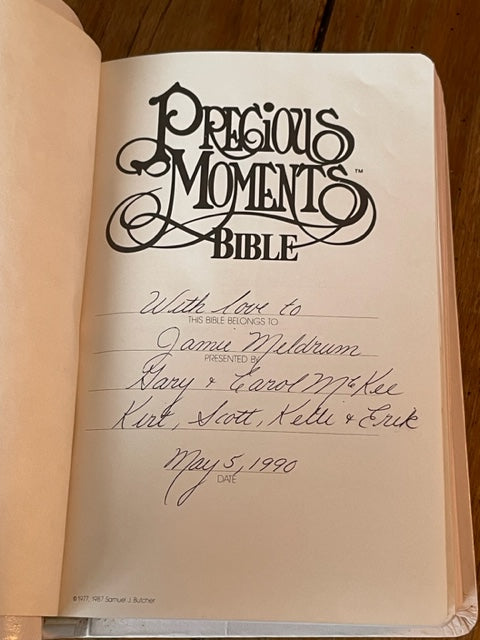 PRECIOUS
MOMENTS™
BIBLE
With love to
THIS BIBLE BELONGS TO
Jamie Meldrum
PRESENTED BY
Gary & Carol McKee
Kirt, Scott, Kelli & Erik
May 5, 1990
DATE
©1977, 1987 Samuel J. Butcher